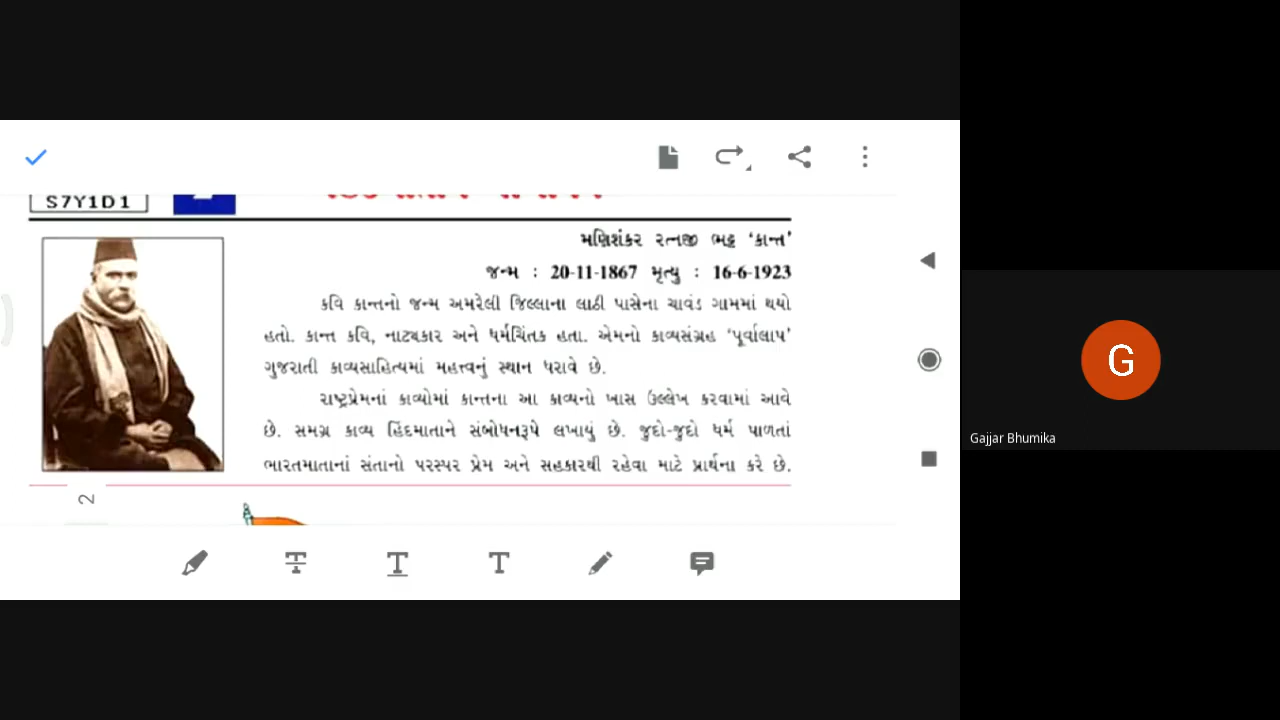 S7Y1D1
મણિશંકર રત્નજી ભટ્ટ ‘કાન્ત’
જન્મ : 20-11-1867 મૃત્યુ : 16-6-1923
કવિ કાન્તનો જન્મ અમરેલી જિલ્લાના લાઠી પાસેના ચાવંડ ગામમાં થયો
હતો. કાન્ત કવિ, નાટ્યકાર અને ધર્મચિંતક હતા. એમનો કાવ્યસંગ્રહ ‘પૂર્વાલાપ’
ગુજરાતી કાવ્યસાહિત્યમાં મહત્ત્વનું સ્થાન ધરાવે છે.
રાષ્ટ્રપ્રેમનાં કાવ્યોમાં કાન્તના આ કાવ્યનો ખાસ ઉલ્લેખ કરવામાં આવે
છે. સમગ્ર કાવ્ય હિંદમાતાને સંબોધનરૂપે લખાયું છે. જુદો-જુદો ધર્મ પાળતાં
ભારતમાતાનાં સંતાનો પરસ્પર પ્રેમ અને સહકારથી રહેવા માટે પ્રાર્થના કરે છે.
2
G
Gajjar Bhumika